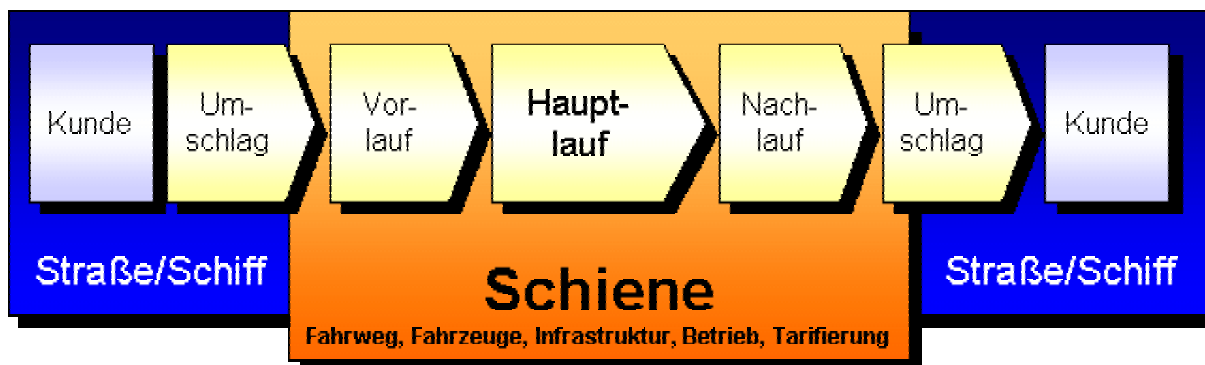 Kunde
Um-
schlag
Vor-
lauf
Haupt-
lauf
Nach-
lauf
Um-
schlag
Kunde
Straße/Schiff
Schiene
Fahrweg, Fahrzeuge, Infrastruktur, Betrieb, Tarifierung
Straße/Schiff